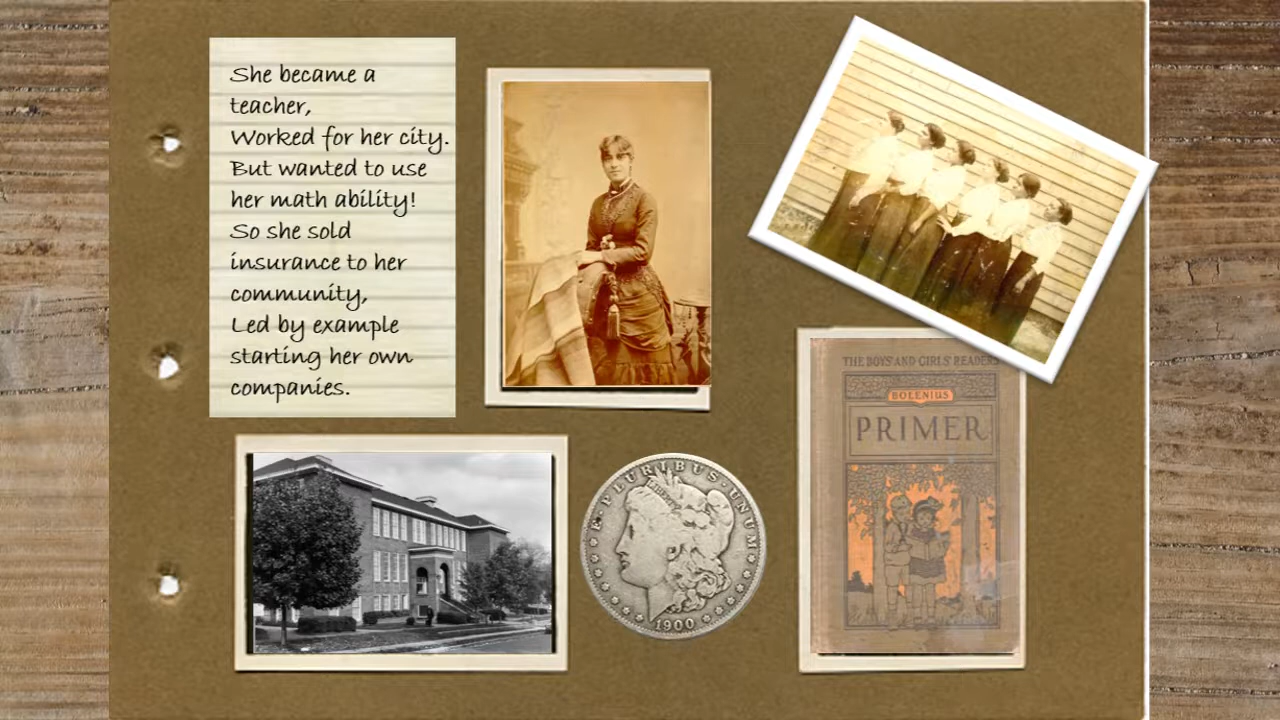 She became a
teacher,
Worked for her city.
But wanted to use
her math ability!
So she sold
insurance to her
community,
Led by example
starting her own
companies.
THE BOYS' AND GIRLS' READERS
BOLENIUS
PRIMER
E·PLURIBUS·UNUM
LIBERTY
1900